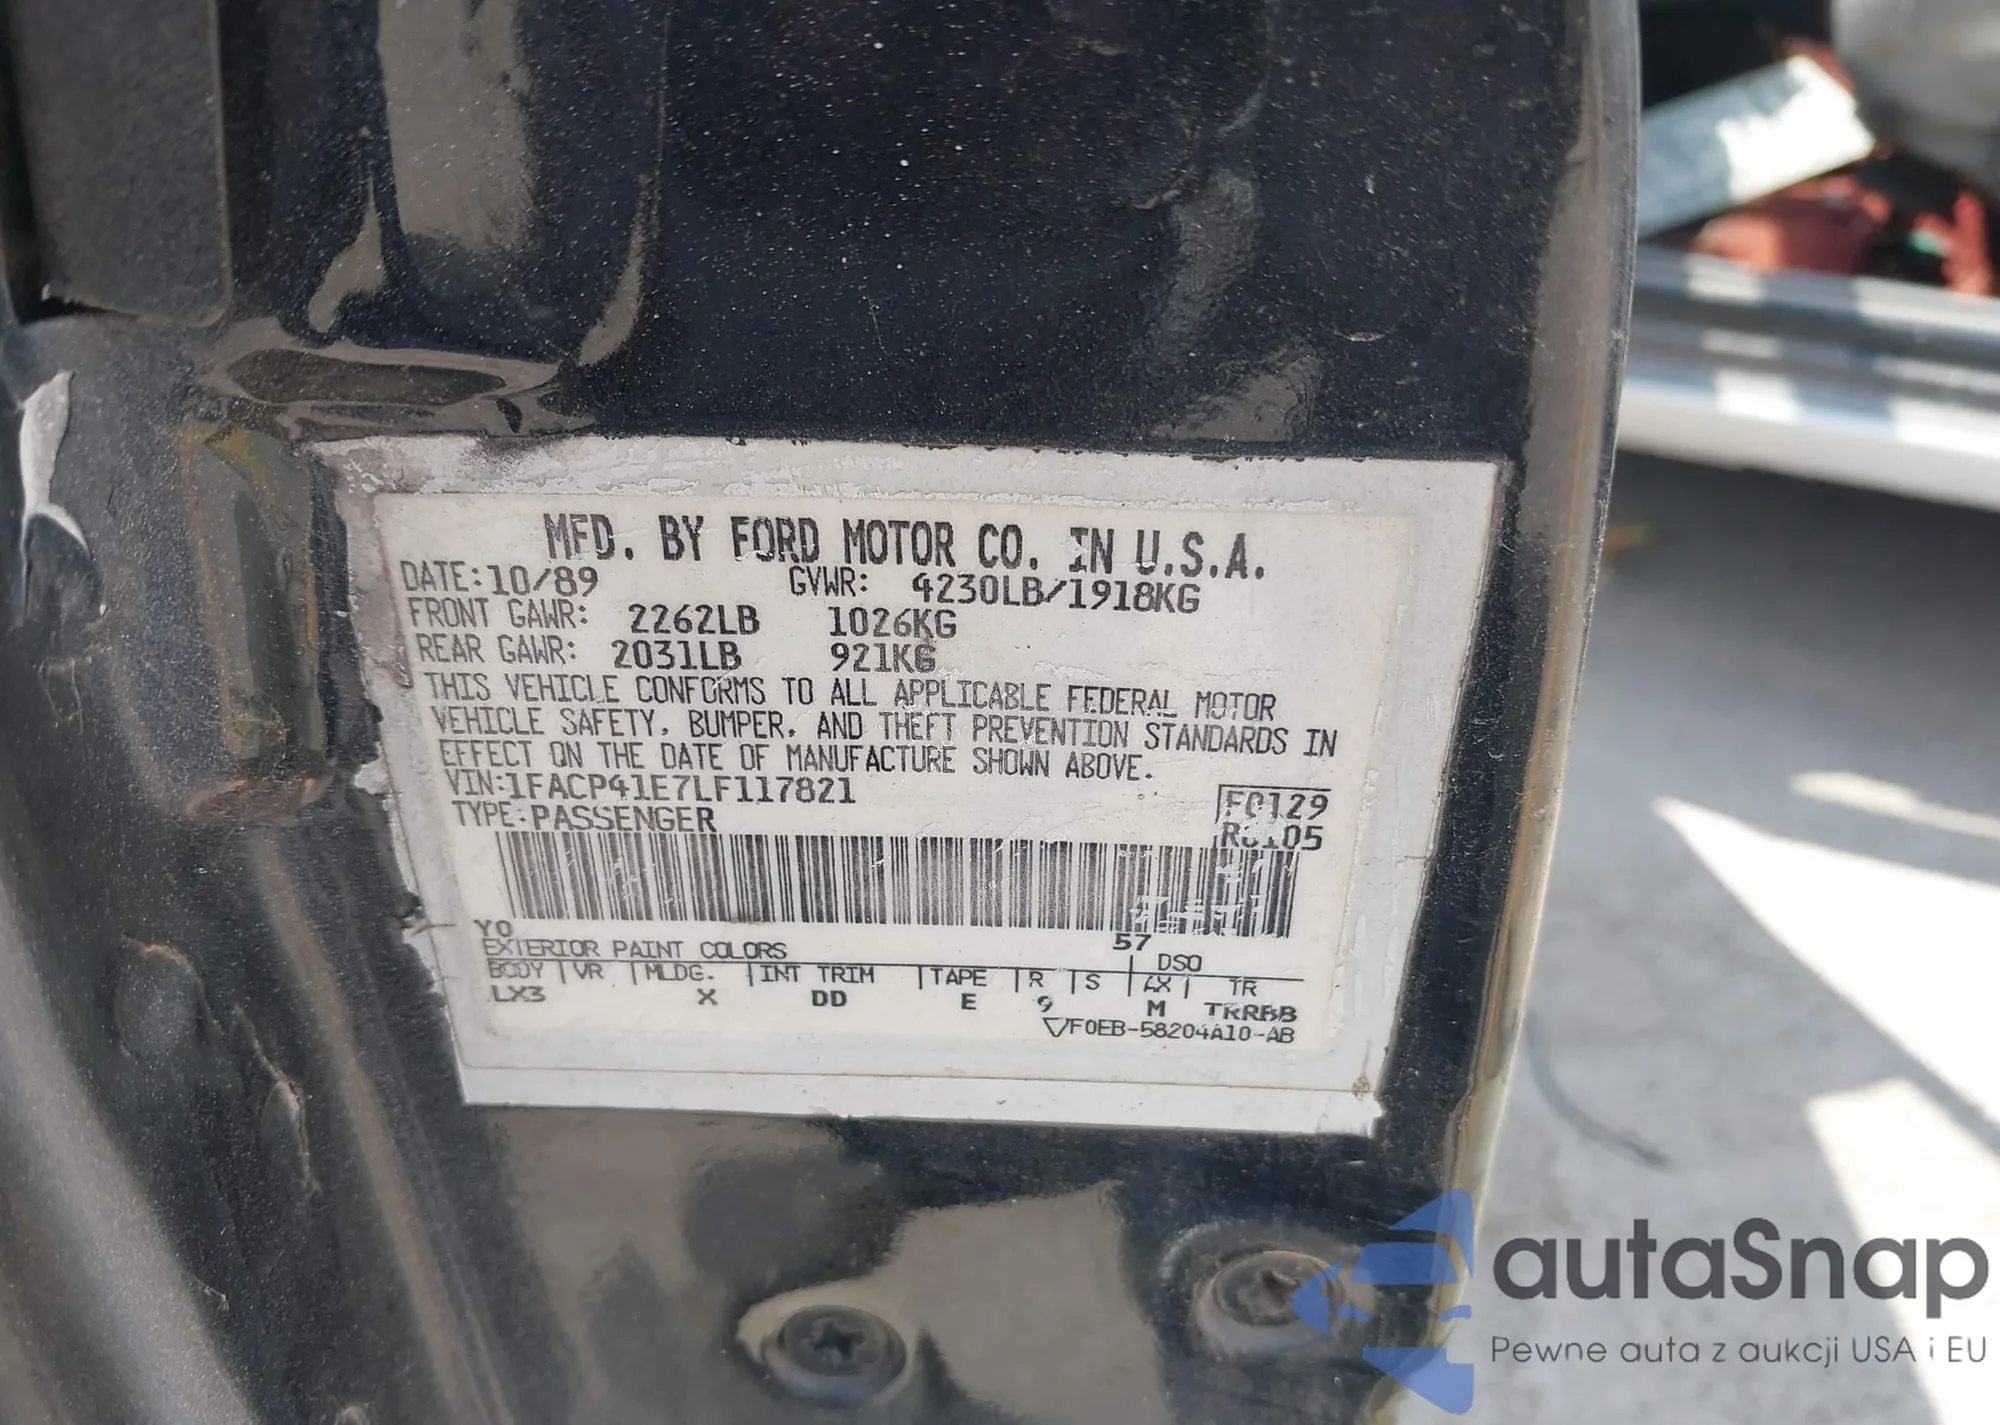 MFD. BY FORD MOTOR CO. IN U.S.A.
DATE: 10/89 GVWR: 4230LB/1918KG
FRONT GAWR: 2262LB 1026KG
REAR GAWR: 2031LB 921KG
THIS VEHICLE CONFORMS TO ALL APPLICABLE FEDERAL MOTOR
VEHICLE SAFETY, BUMPER, AND THEFT PREVENTION STANDARDS IN
EFFECT ON THE DATE OF MANUFACTURE SHOWN ABOVE.
VIN: 1FACP41E7LF117821
TYPE: PASSENGER
F0129
R0105
YO
57
EXTERIOR PAINT COLORS DSO
BODY VR MLDG. INT TRIM TAPE R S AX TR
LX3 X DD E 9 M TRRBB
F0EB-58204A10-AB
autaSnap
Pewne auta z aukcji USA i EU